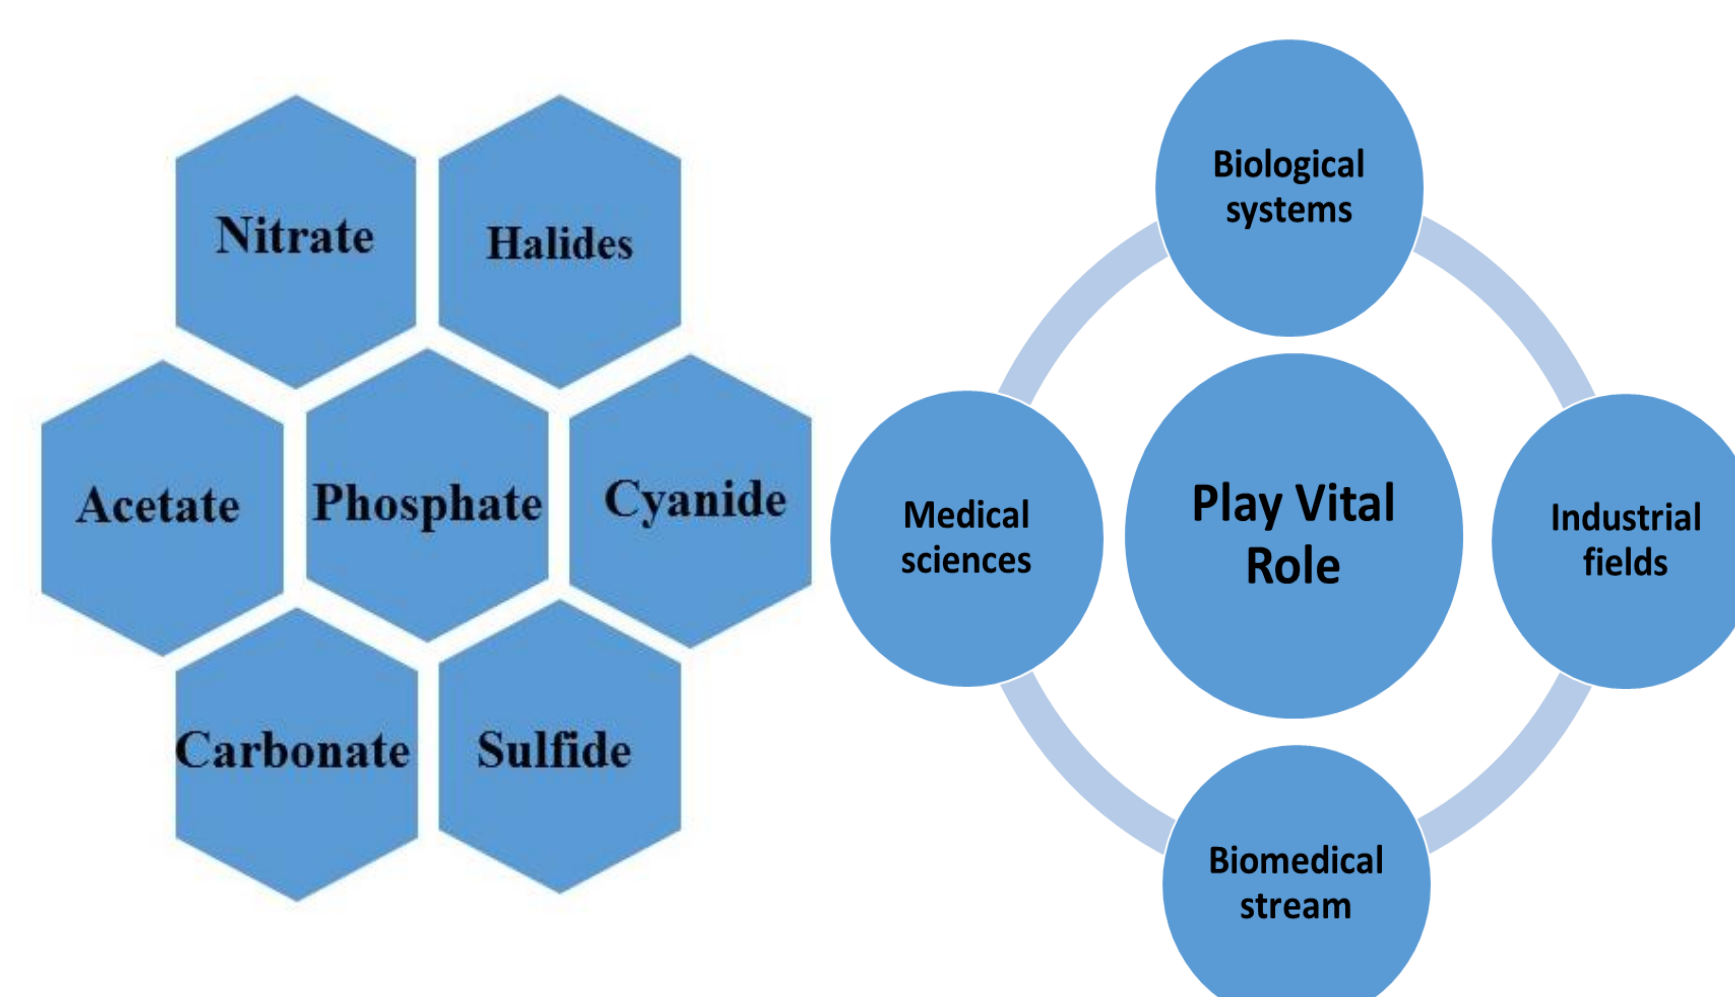 Nitrate
Halides
Acetate
Phosphate
Cyanide
Carbonate
Sulfide
Biological
systems
Medical
sciences
Play Vital
Role
Industrial
fields
Biomedical
stream